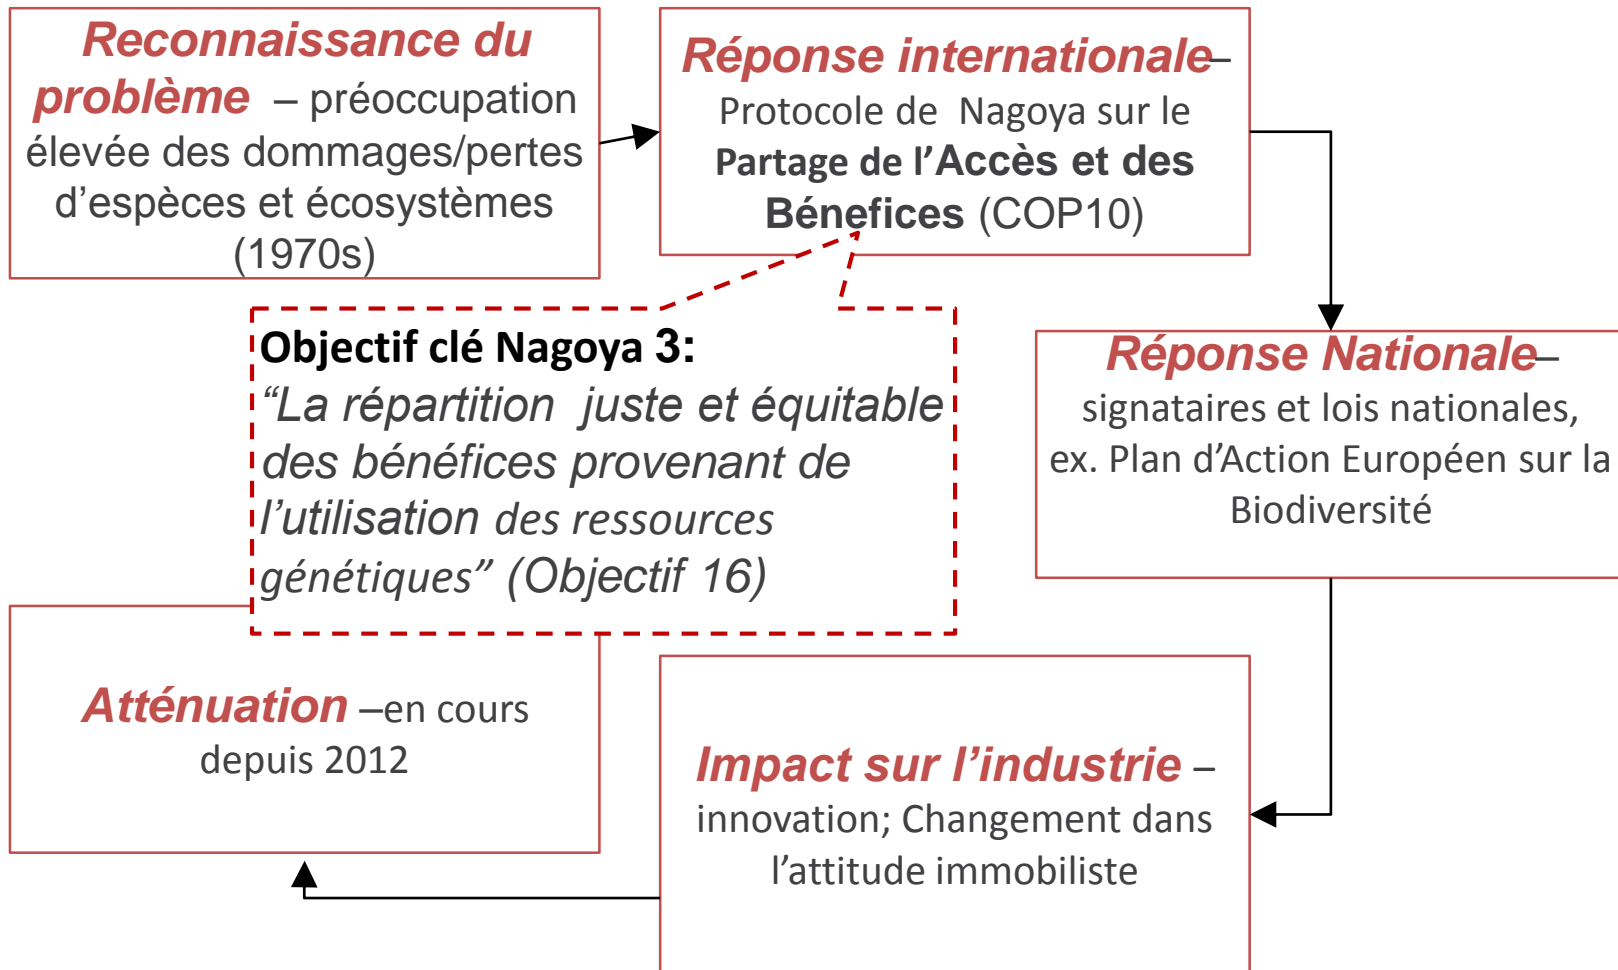 Reconnaissance du
problème – préoccupation
élevée des dommages/pertes
d’espèces et écosystèmes
(1970s)
Réponse internationale–
Protocole de Nagoya sur le
Partage de l’Accès et des
Bénefices (COP10)
Objectif clé Nagoya 3:
“La répartition juste et équitable
des bénéfices provenant de
l’utilisation des ressources
génétiques” (Objectif 16)
Réponse Nationale–
signataires et lois nationales,
ex. Plan d’Action Européen sur la
Biodiversité
Impact sur l’industrie –
innovation; Changement dans
l’attitude immobiliste
Atténuation –en cours
depuis 2012